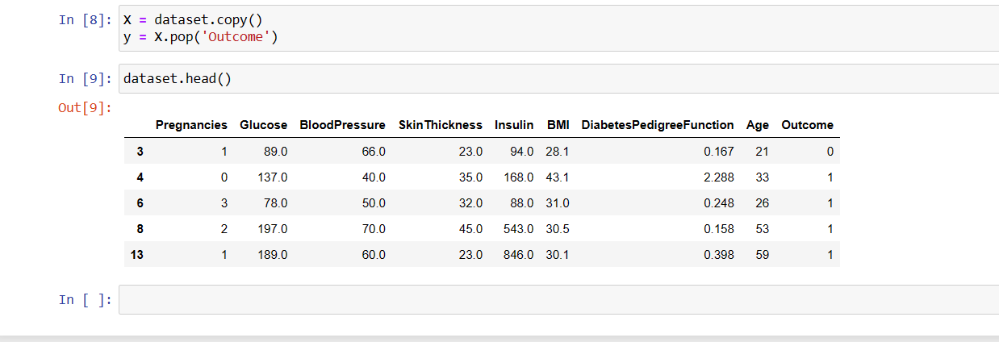 In [8]: X = dataset.copy()
y = X.pop('Outcome')
In [9]: dataset.head()
Out[9]:
Pregnancies Glucose BloodPressure SkinThickness Insulin BMI DiabetesPedigreeFunction Age Outcome
3 1 89.0 66.0 23.0 94.0 28.1 0.167 21 0
4 0 137.0 40.0 35.0 168.0 43.1 2.288 33 1
6 3 78.0 50.0 32.0 88.0 31.0 0.248 26 1
8 2 197.0 70.0 45.0 543.0 30.5 0.158 53 1
13 1 189.0 60.0 23.0 846.0 30.1 0.398 59 1
In [ ]: